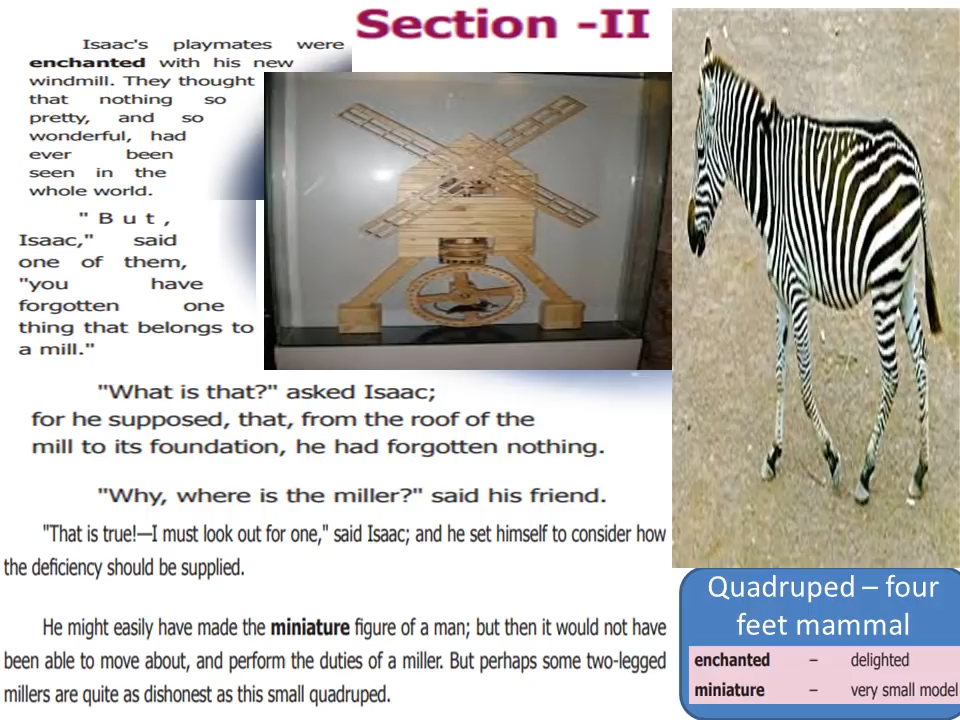 Section -II
Isaac's playmates were
enchanted with his new
windmill. They thought
that nothing so
pretty, and so
wonderful, had
ever been
seen in the
whole world.
"But,
Isaac," said
one of them,
"you have
forgotten one
thing that belongs to
a mill."
"What is that?" asked Isaac;
for he supposed, that, from the roof of the
mill to its foundation, he had forgotten nothing.
"Why, where is the miller?" said his friend.
"That is true!—I must look out for one," said Isaac; and he set himself to consider how
the deficiency should be supplied.
He might easily have made the miniature figure of a man; but then it would not have
been able to move about, and perform the duties of a miller. But perhaps some two-legged
millers are quite as dishonest as this small quadruped.
Quadruped – four
feet mammal
enchanted – delighted
miniature – very small model